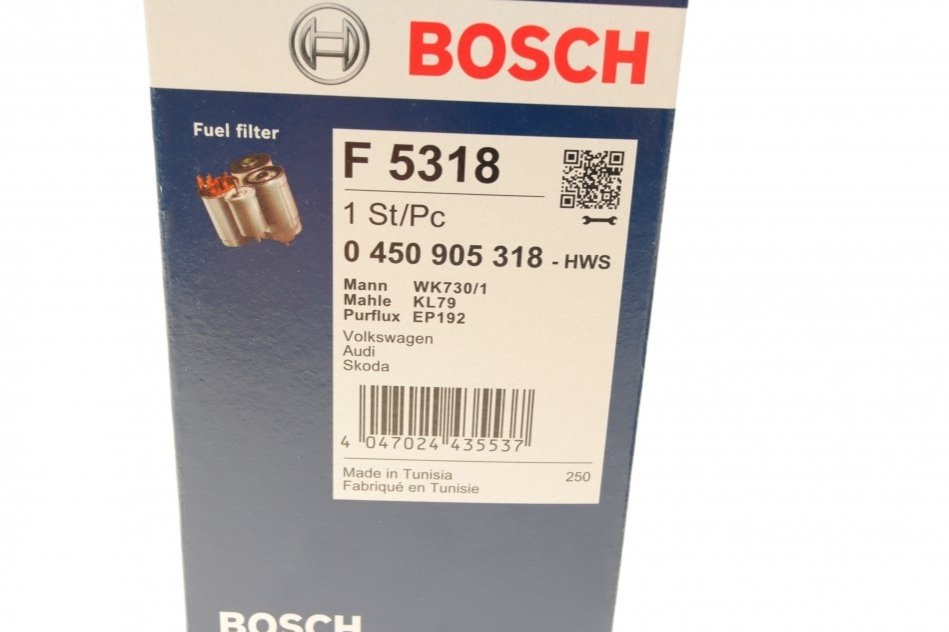 BOSCH
Fuel filter
F 5318
1 St/Pc
0 450 905 318 - HWS
Mann WK730/1
Mahle KL79
Purflux EP192
Volkswagen
Audi
Skoda
4 047024 435537
Made in Tunisia 250
Fabriqué en Tunisie
BOSCH